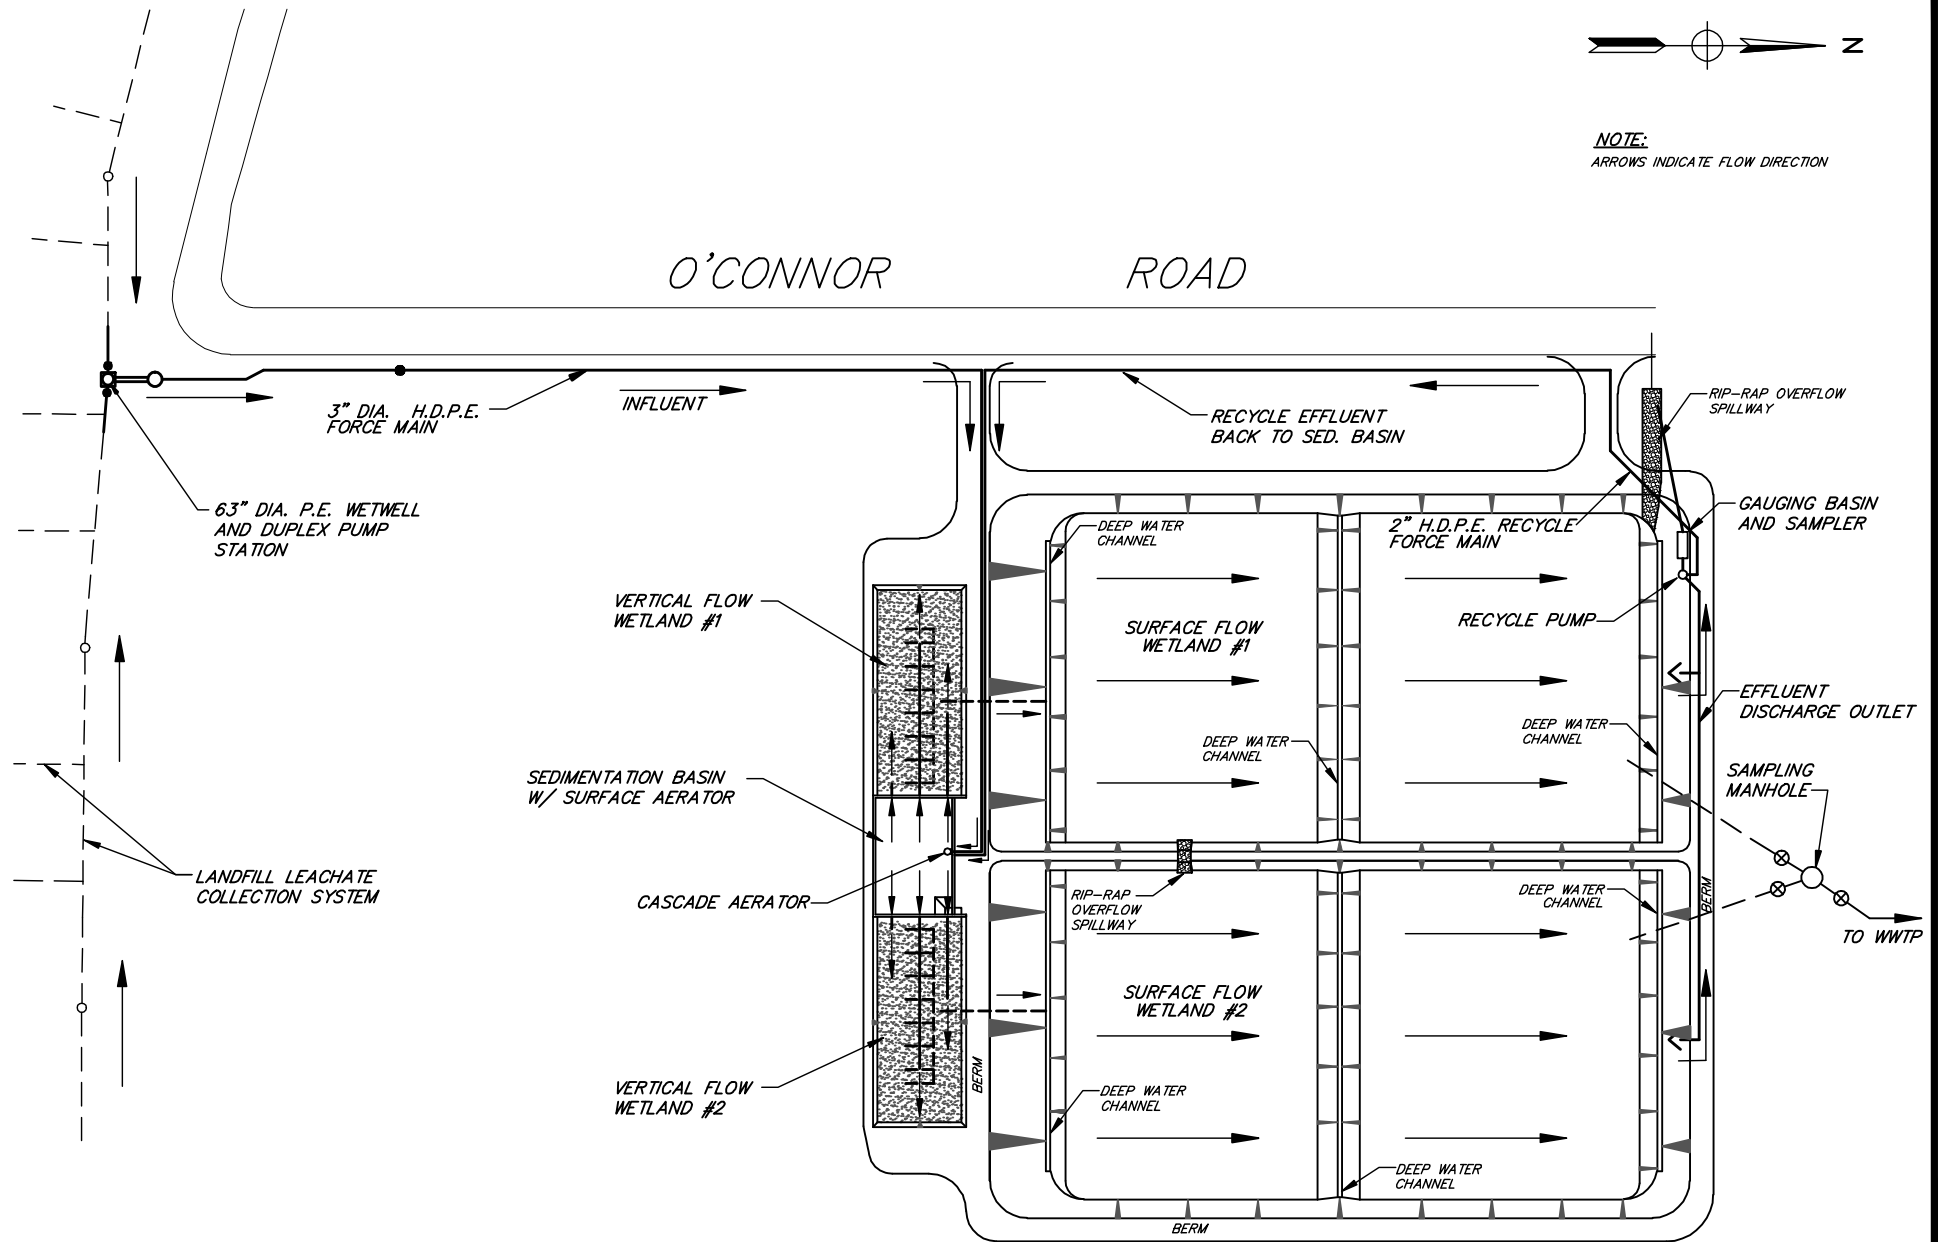 N
NOTE:
ARROWS INDICATE FLOW DIRECTION
O'CONNOR ROAD
3" DIA. H.D.P.E.
FORCE MAIN
INFLUENT
RECYCLE EFFLUENT
BACK TO SED. BASIN
RIP-RAP OVERFLOW
SPILLWAY
63" DIA. P.E. WETWELL
AND DUPLEX PUMP
STATION
DEEP WATER
CHANNEL
2" H.D.P.E. RECYCLE
FORCE MAIN
GAUGING BASIN
AND SAMPLER
VERTICAL FLOW
WETLAND #1
SURFACE FLOW
WETLAND #1
RECYCLE PUMP
EFFLUENT
DISCHARGE OUTLET
DEEP WATER
CHANNEL
DEEP WATER
CHANNEL
SEDIMENTATION BASIN
W/ SURFACE AERATOR
SAMPLING
MANHOLE
LANDFILL LEACHATE
COLLECTION SYSTEM
CASCADE AERATOR
RIP-RAP
OVERFLOW
SPILLWAY
DEEP WATER
CHANNEL
BERM
TO WWTP
SURFACE FLOW
WETLAND #2
VERTICAL FLOW
WETLAND #2
BERM
DEEP WATER
CHANNEL
DEEP WATER
CHANNEL
BERM